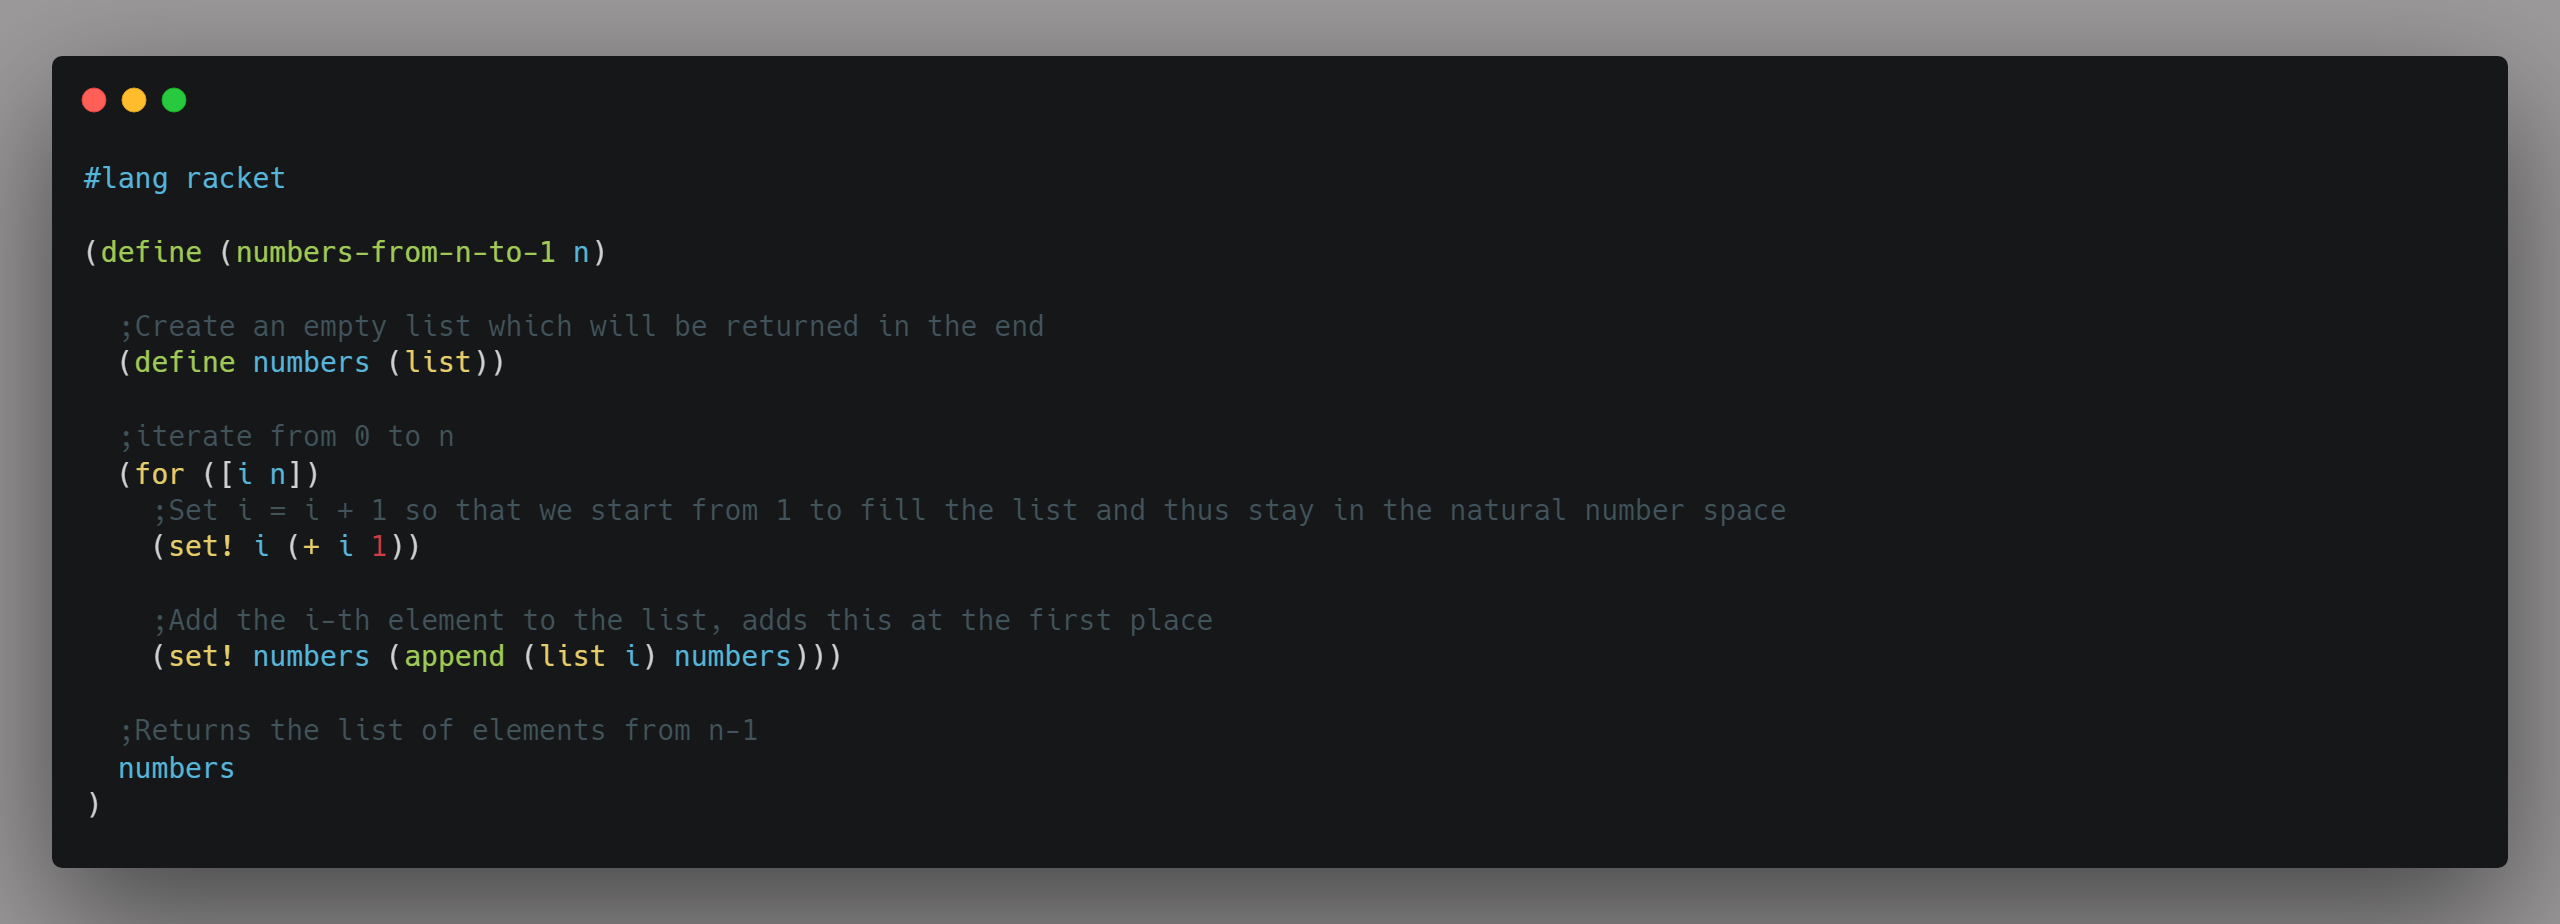 #lang racket
(define (numbers-from-n-to-1 n)
;Create an empty list which will be returned in the end
(define numbers (list))
;iterate from 0 to n
(for ([i n])
;Set i = i + 1 so that we start from 1 to fill the list and thus stay in the natural number space
(set! i (+ i 1))
;Add the i-th element to the list, adds this at the first place
(set! numbers (append (list i) numbers)))
;Returns the list of elements from n-1
numbers
)